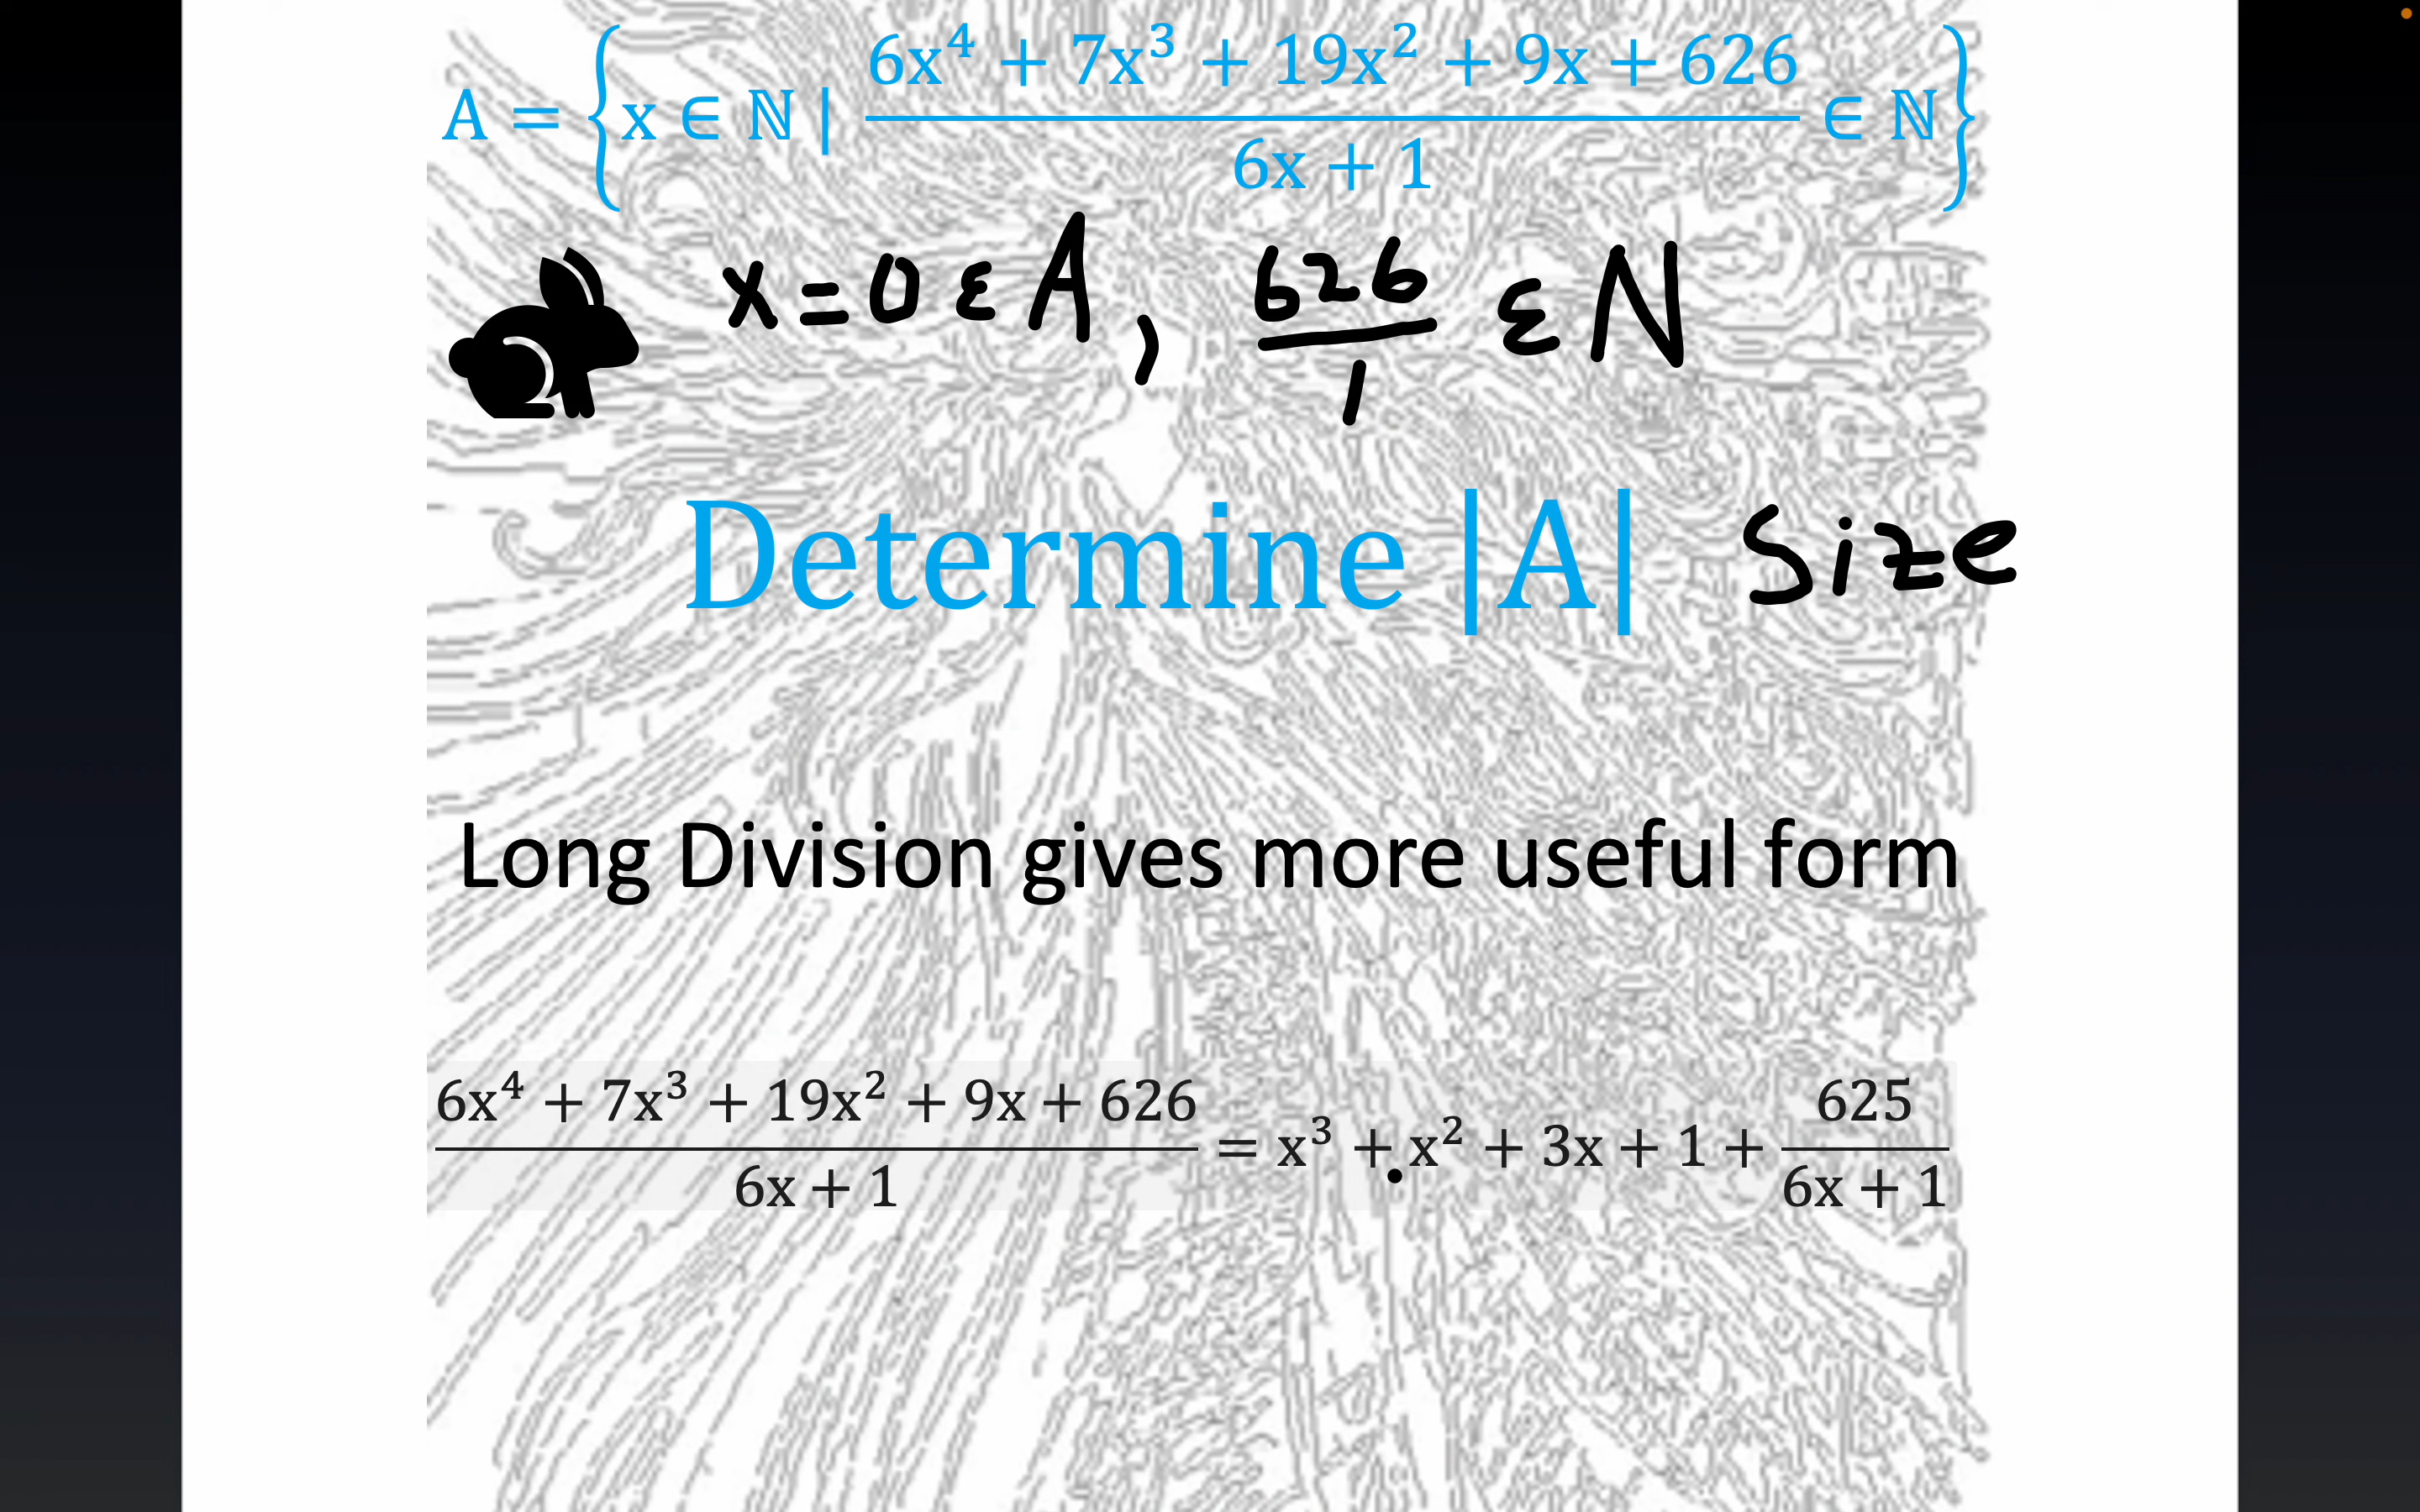 A = { x ∈ ℕ | (6x⁴ + 7x³ + 19x² + 9x + 626)/(6x + 1) ∈ ℕ }
x = 0 ε A, 626/1 ε N
Determine |A| Size
Long Division gives more useful form
(6x⁴ + 7x³ + 19x² + 9x + 626)/(6x + 1) = x³ + x² + 3x + 1 + 625/(6x + 1)